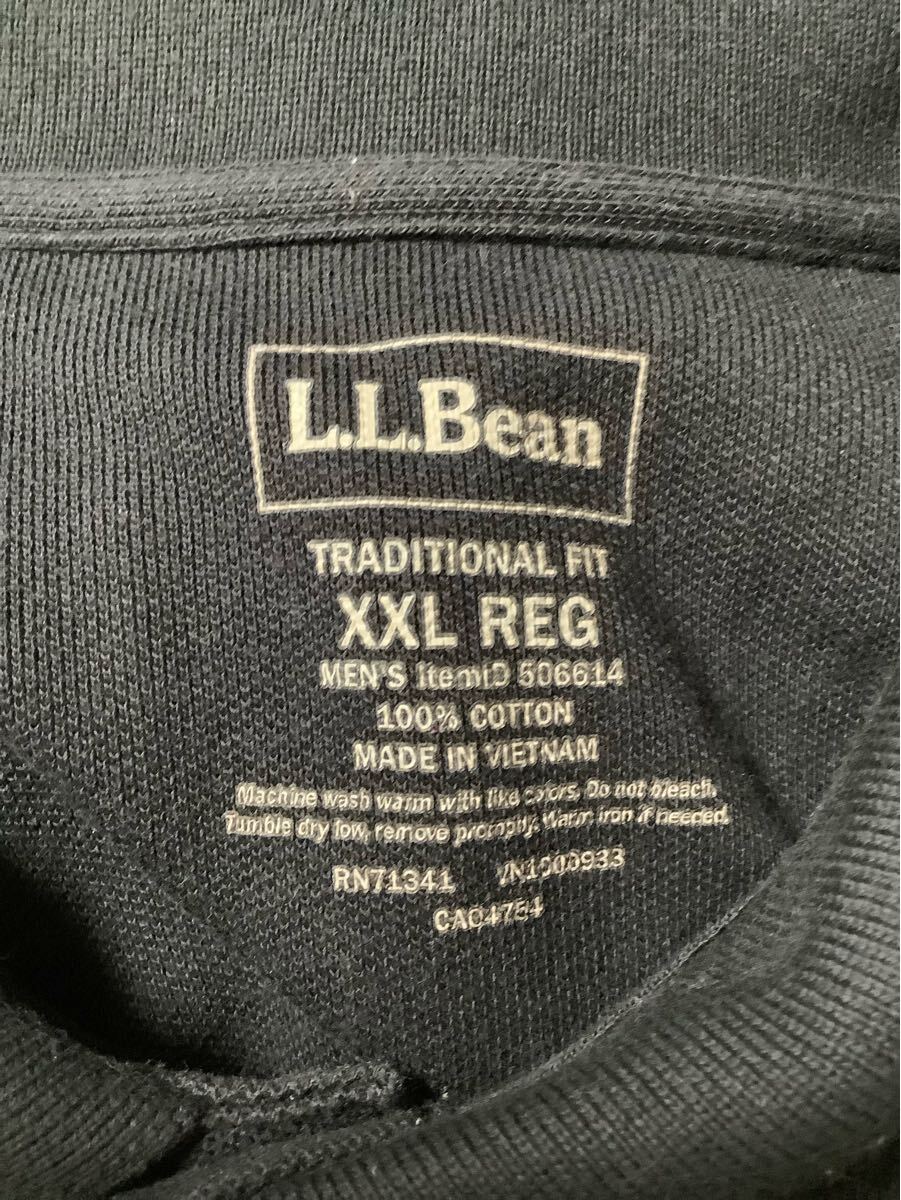 L.L.Bean
TRADITIONAL FIT
XXL REG
MEN'S ItemID 506614
100% COTTON
MADE IN VIETNAM
Machine wash warm with like colors. Do not bleach.
Tumble dry low, remove promptly. Warm iron if needed.
RN71341 VN1000933